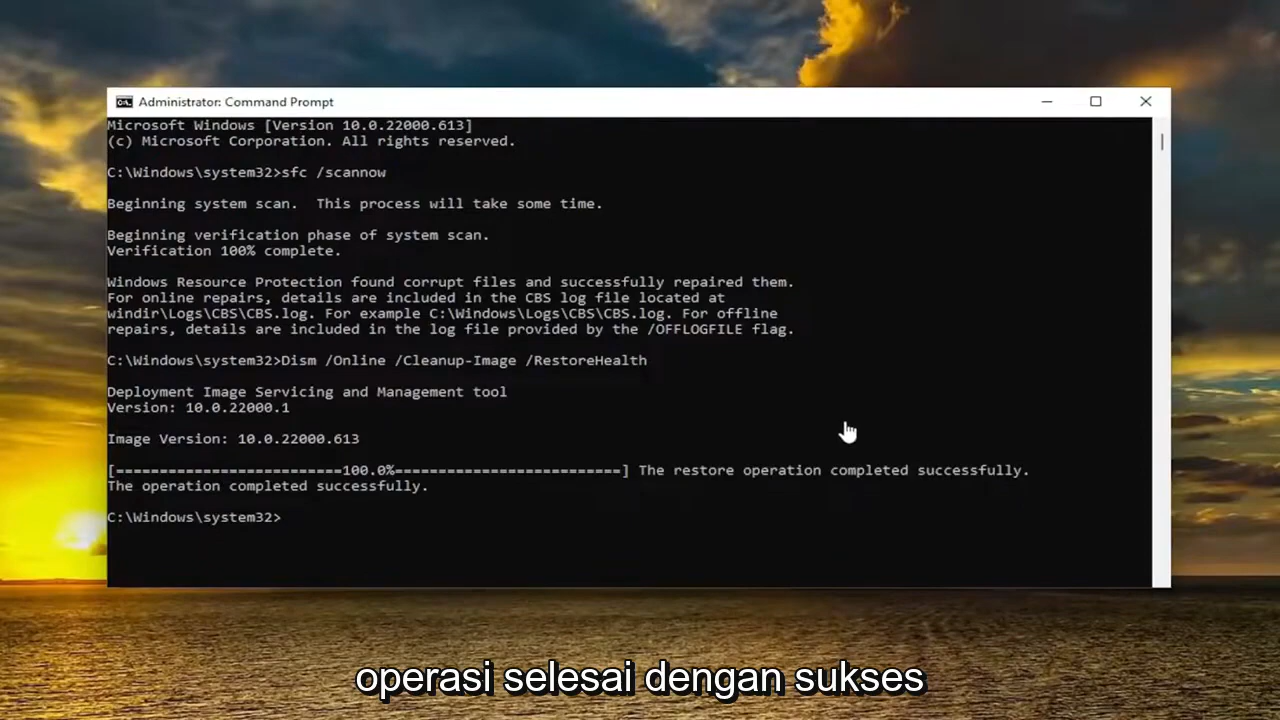 Administrator: Command Prompt
Microsoft Windows [Version 10.0.22000.613]
(c) Microsoft Corporation. All rights reserved.
C:\Windows\system32>sfc /scannow
Beginning system scan.  This process will take some time.
Beginning verification phase of system scan.
Verification 100% complete.
Windows Resource Protection found corrupt files and successfully repaired them.
For online repairs, details are included in the CBS log file located at
windir\Logs\CBS\CBS.log. For example C:\Windows\Logs\CBS\CBS.log. For offline
repairs, details are included in the log file provided by the /OFFLOGFILE flag.
C:\Windows\system32>Dism /Online /Cleanup-Image /RestoreHealth
Deployment Image Servicing and Management tool
Version: 10.0.22000.1
Image Version: 10.0.22000.613
[==========================100.0%==========================] The restore operation completed successfully.
The operation completed successfully.
C:\Windows\system32>
operasi selesai dengan sukses